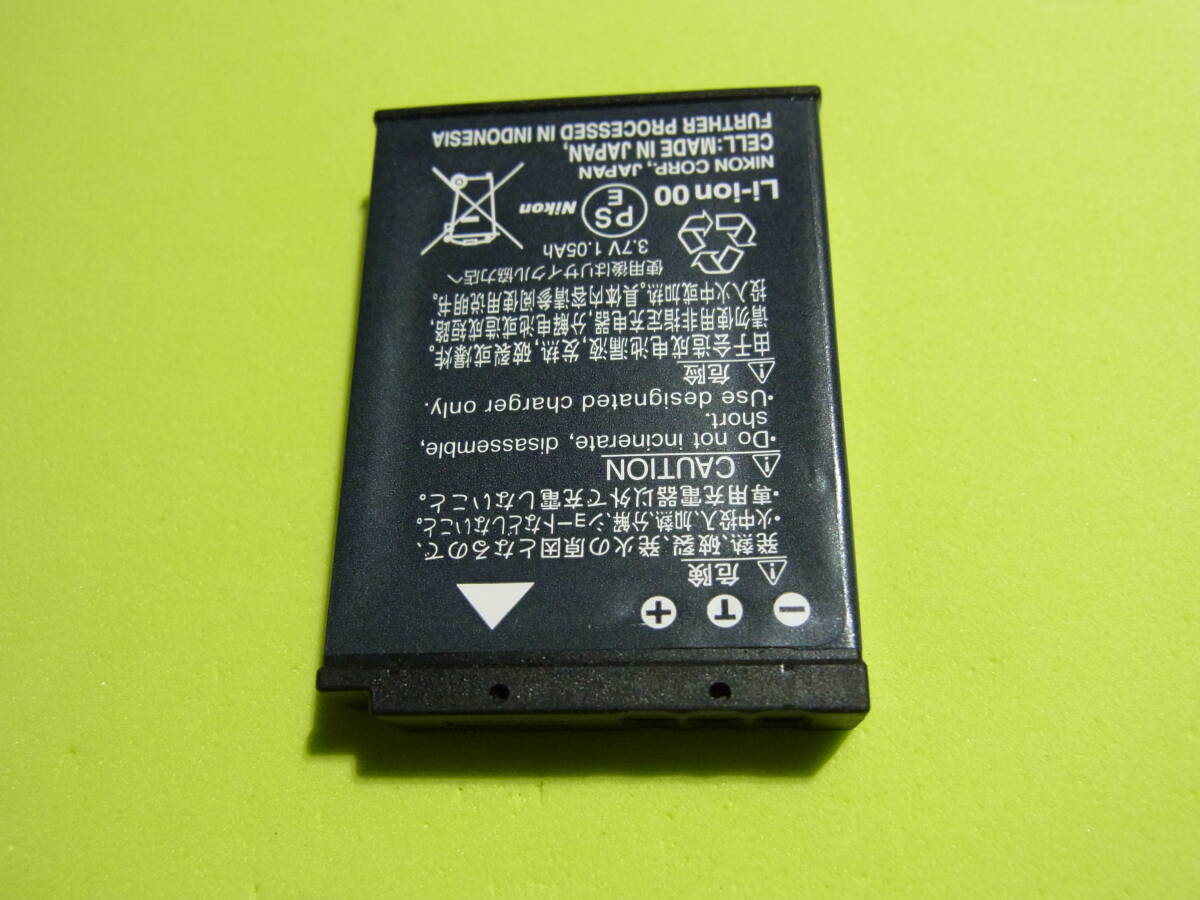 − T +
危険
発熱、破裂、発火の原因となるので、
・火中投入、加熱、分解、ショートなどしないこと。
・専用充電器以外で充電しないこと。
CAUTION
・Do not incinerate, disassemble,
short.
・Use designated charger only.
危险
由于会造成电池漏液,发热,破裂或爆炸。
请勿使用非指定充电器,分解电池或造成短路,
投入火中或加热。具体内容请参阅使用说明书。
使用後はリサイクル協力店へ
3.7V 1.05Ah
Li-ion 00 PS E Nikon
NIKON CORP., JAPAN
CELL:MADE IN JAPAN,
FURTHER PROCESSED IN INDONESIA